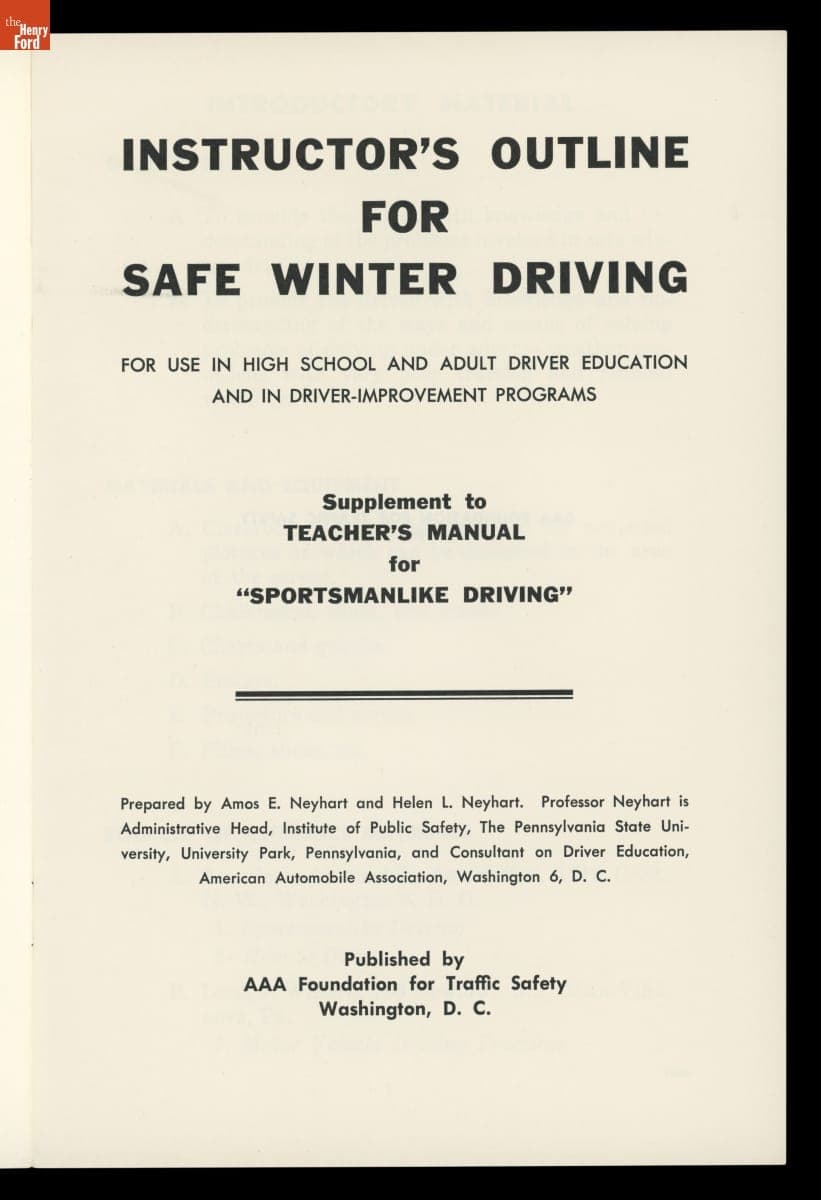 the
Henry
Ford
INSTRUCTOR'S OUTLINE
FOR
SAFE WINTER DRIVING
FOR USE IN HIGH SCHOOL AND ADULT DRIVER EDUCATION
AND IN DRIVER-IMPROVEMENT PROGRAMS
Supplement to
TEACHER'S MANUAL
for
"SPORTSMANLIKE DRIVING"
Prepared by Amos E. Neyhart and Helen L. Neyhart. Professor Neyhart is
Administrative Head, Institute of Public Safety, The Pennsylvania State Uni-
versity, University Park, Pennsylvania, and Consultant on Driver Education,
American Automobile Association, Washington 6, D. C.
Published by
AAA Foundation for Traffic Safety
Washington, D. C.